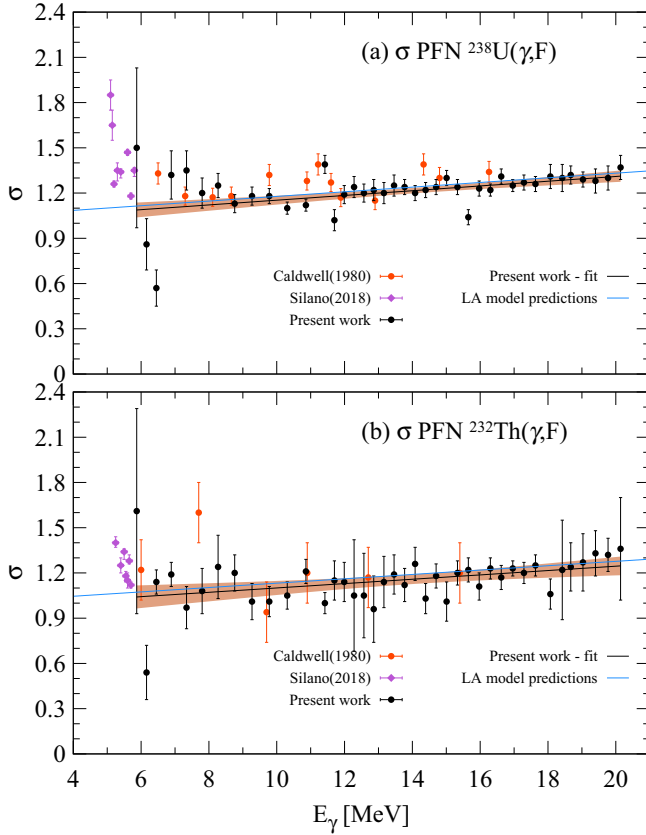 (a) σ PFN ²³⁸U(γ,F)
2.4
2.1
1.8
1.5
σ
1.2
0.9
0.6
0.3
0
Caldwell(1980)
Silano(2018)
Present work
Present work - fit
LA model predictions
(b) σ PFN ²³²Th(γ,F)
2.4
2.1
1.8
1.5
σ
1.2
0.9
0.6
0.3
0
Caldwell(1980)
Silano(2018)
Present work
Present work - fit
LA model predictions
4 6 8 10 12 14 16 18 20
Eγ [MeV]